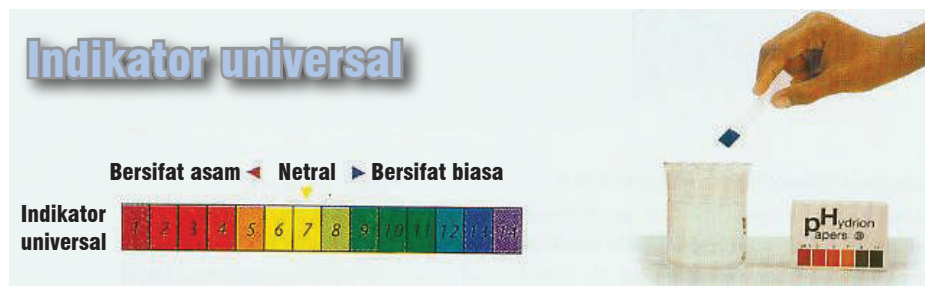 Indikator universal
Bersifat asam Netral Bersifat biasa
Indikator
universal
1 2 3 4 5 6 7 8 9 10 11 12 13 14
pHydrion
Papers